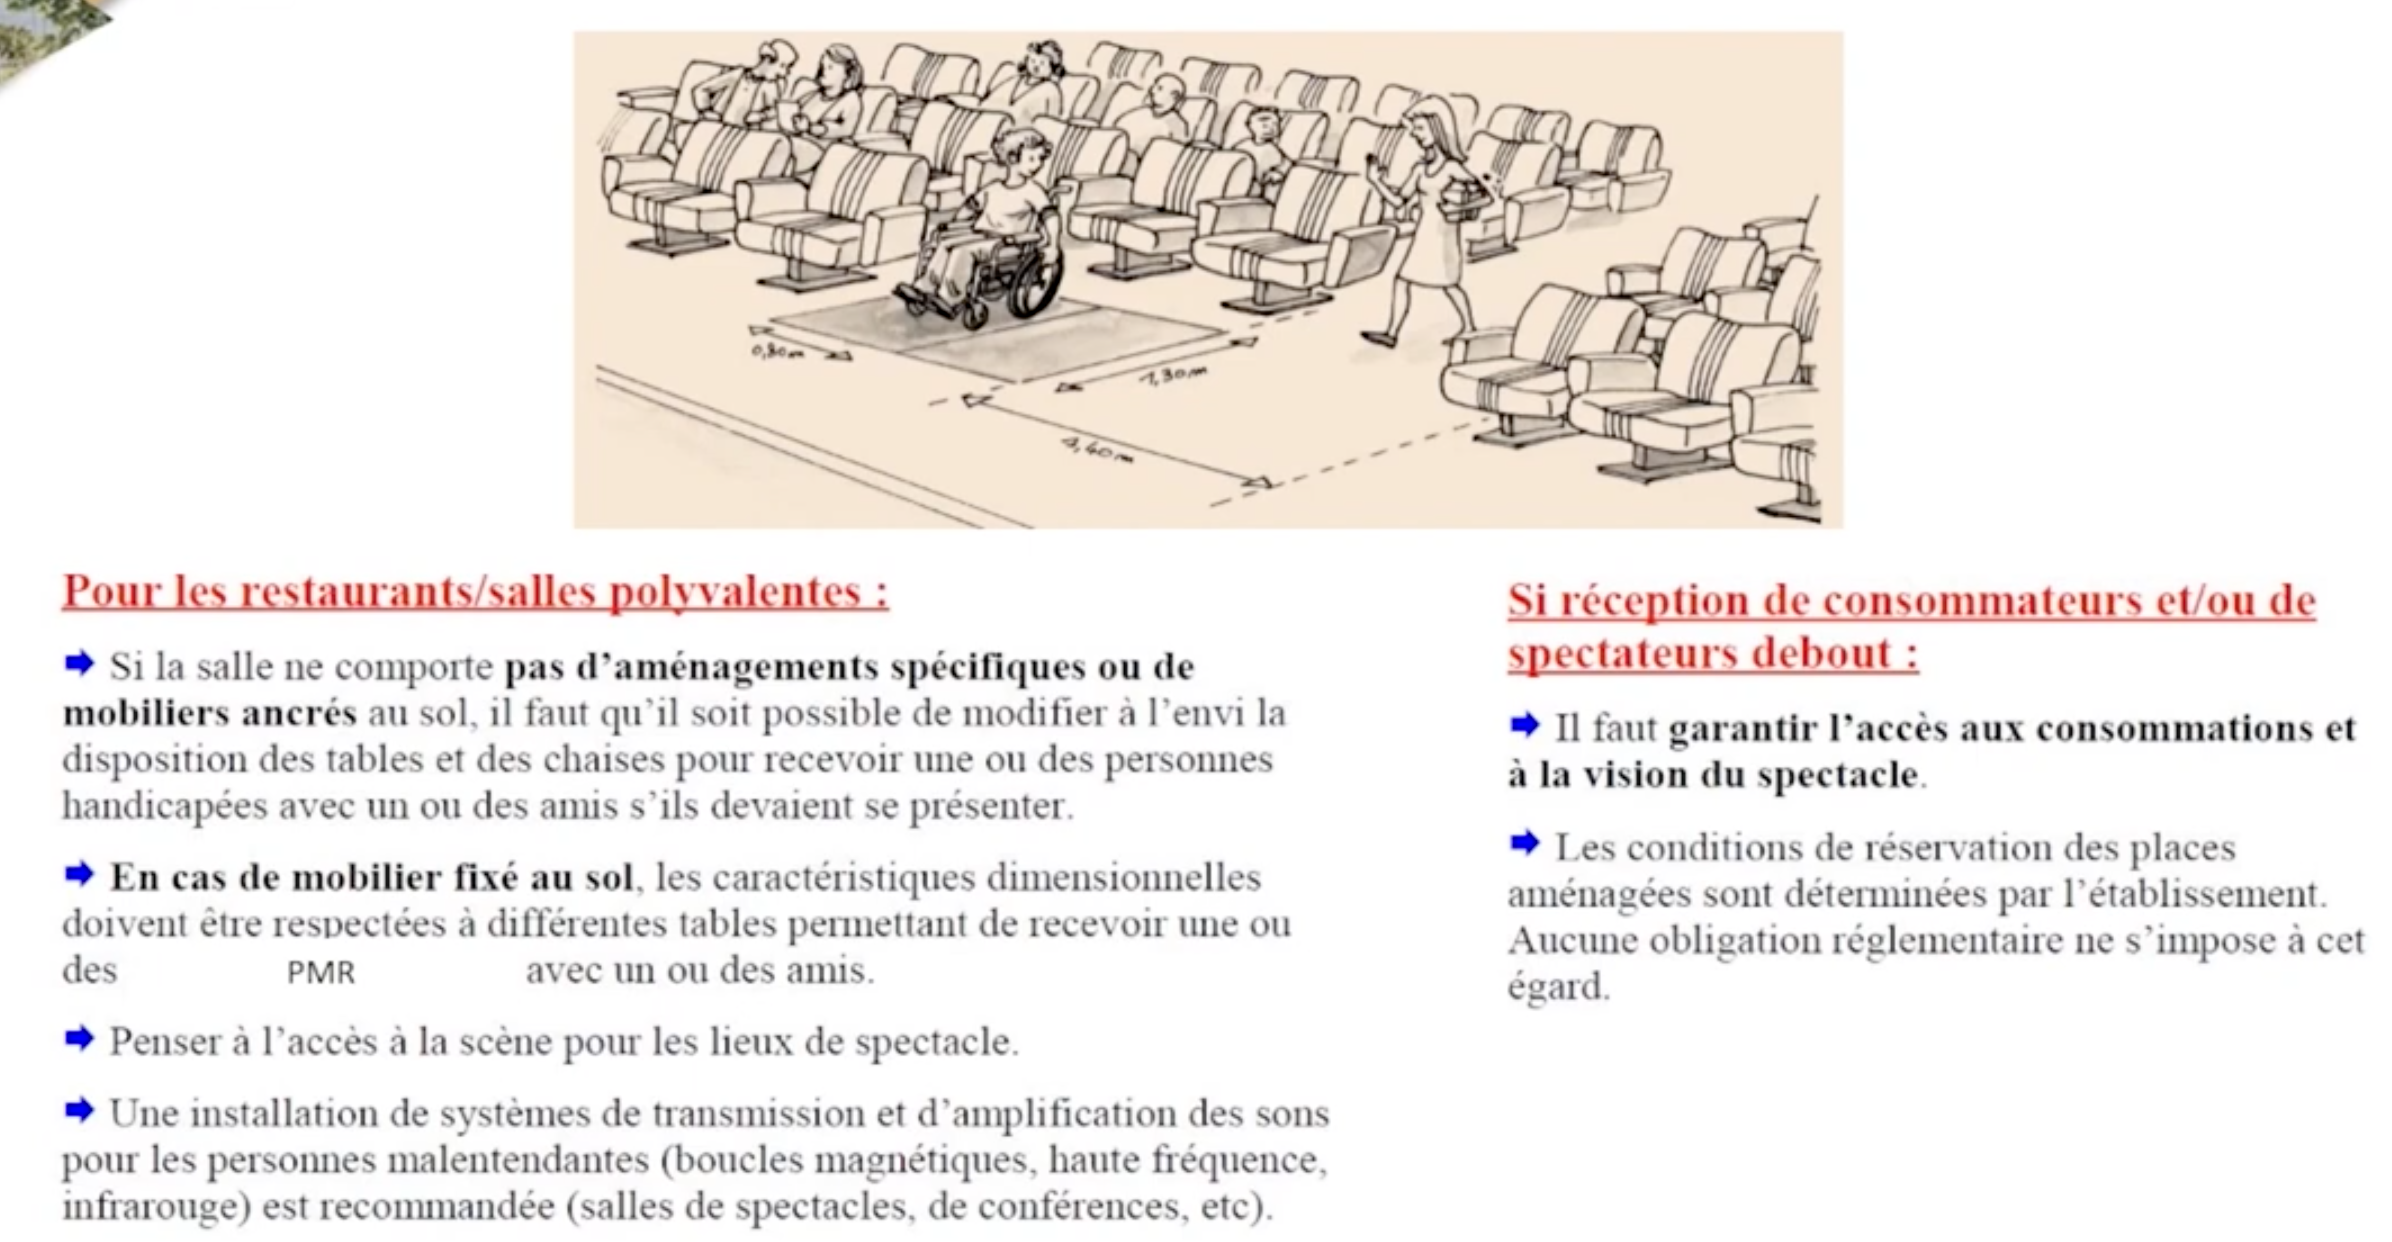 0,80m
1,30m
1,40m
Pour les restaurants/salles polyvalentes :
Si la salle ne comporte pas d’aménagements spécifiques ou de
mobiliers ancrés au sol, il faut qu’il soit possible de modifier à l’envi la
disposition des tables et des chaises pour recevoir une ou des personnes
handicapées avec un ou des amis s’ils devaient se présenter.
En cas de mobilier fixé au sol, les caractéristiques dimensionnelles
doivent être respectées à différentes tables permettant de recevoir une ou
des PMR avec un ou des amis.
Penser à l’accès à la scène pour les lieux de spectacle.
Une installation de systèmes de transmission et d’amplification des sons
pour les personnes malentendantes (boucles magnétiques, haute fréquence,
infrarouge) est recommandée (salles de spectacles, de conférences, etc).
Si réception de consommateurs et/ou de
spectateurs debout :
Il faut garantir l’accès aux consommations et
à la vision du spectacle.
Les conditions de réservation des places
aménagées sont déterminées par l’établissement.
Aucune obligation réglementaire ne s’impose à cet
égard.